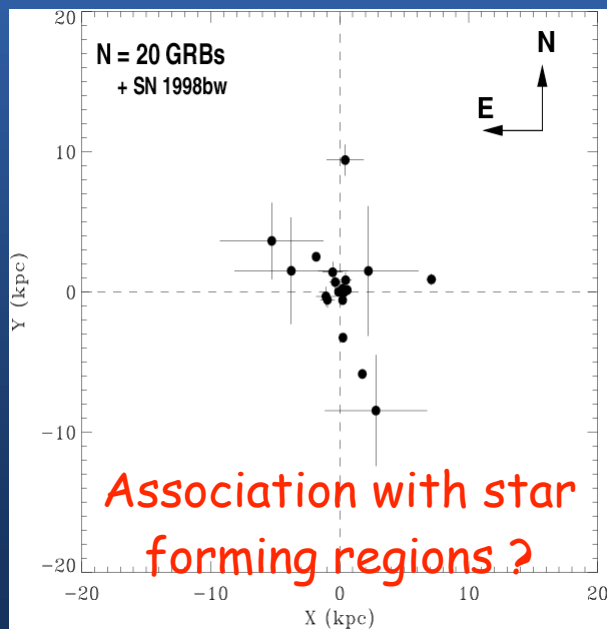 20
N = 20 GRBs
+ SN 1998bw
N
E
10
Y (kpc)
0
−10
Association with star
forming regions ?
−20
−20
−10
0
10
20
X (kpc)